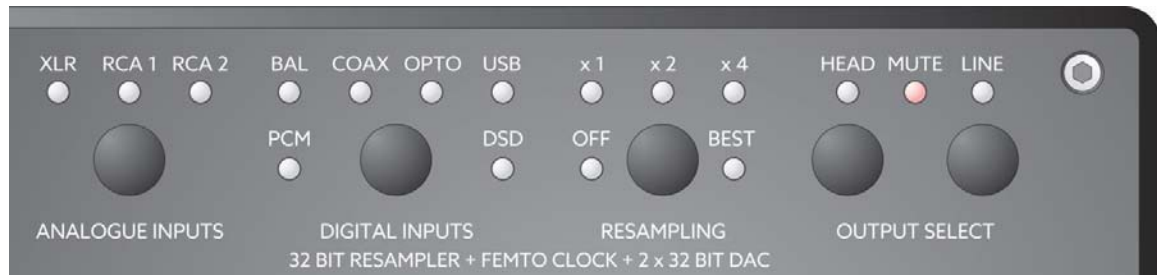 XLR RCA 1 RCA 2 BAL COAX OPTO USB x 1 x 2 x 4 HEAD MUTE LINE
PCM DSD OFF BEST
ANALOGUE INPUTS DIGITAL INPUTS RESAMPLING OUTPUT SELECT
32 BIT RESAMPLER + FEMTO CLOCK + 2 x 32 BIT DAC